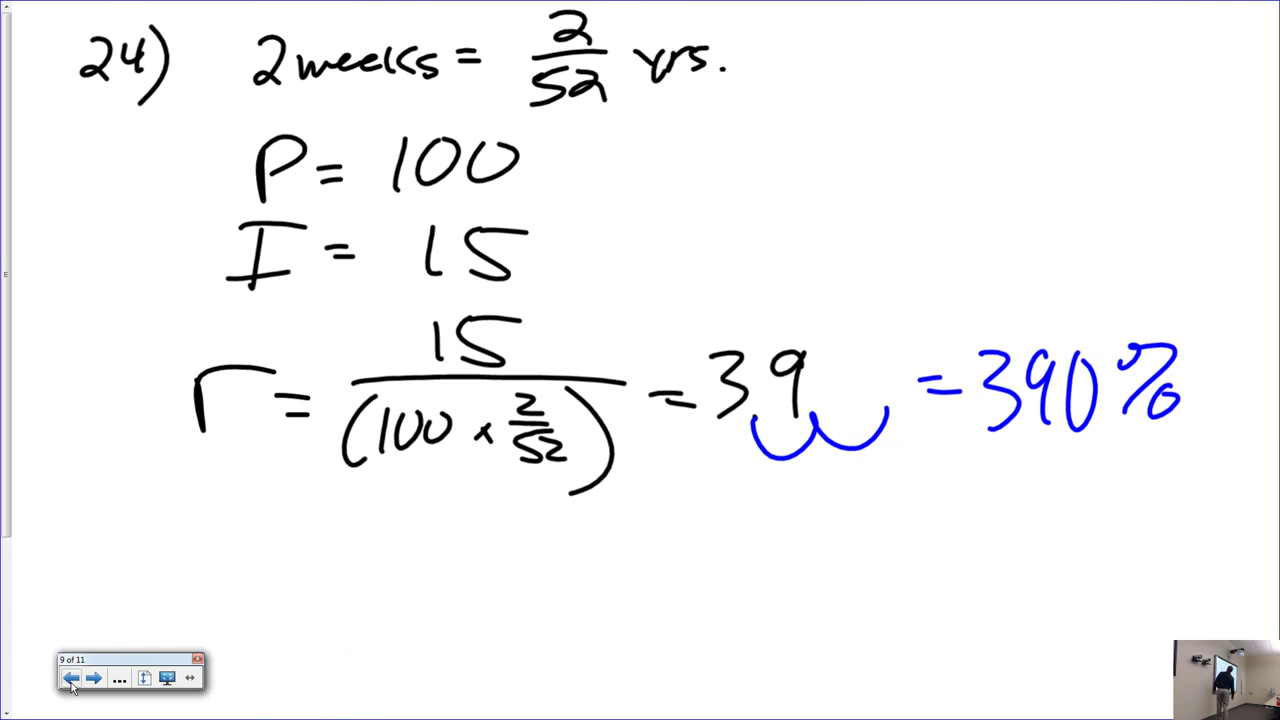 24) 2 weeks = 2/52 yrs.
P = 100
I = 15
r = 15/(100 × 2/52) = 39 = 390%
9 of 11